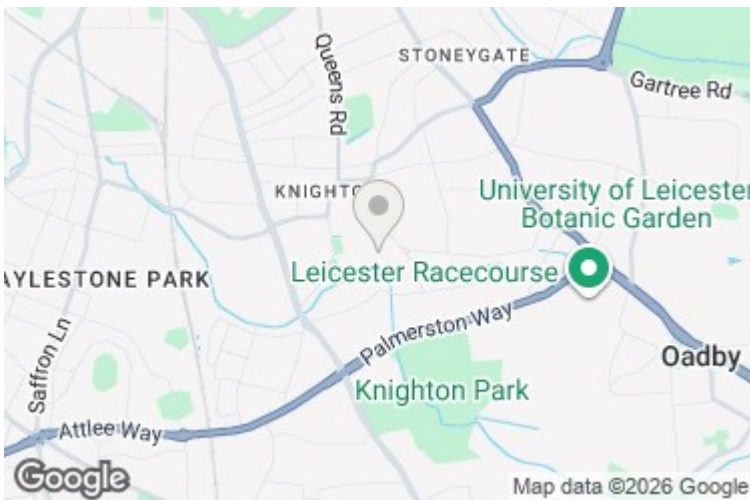 STONEYGATE
Queens Rd
Gartree Rd
KNIGHTO
University of Leicester
Botanic Garden
AYLESTONE PARK
Leicester Racecourse
Saffron Ln
Palmerston Way
Oadby
Knighton Park
Attlee Way
Google
Map data ©2026 Google